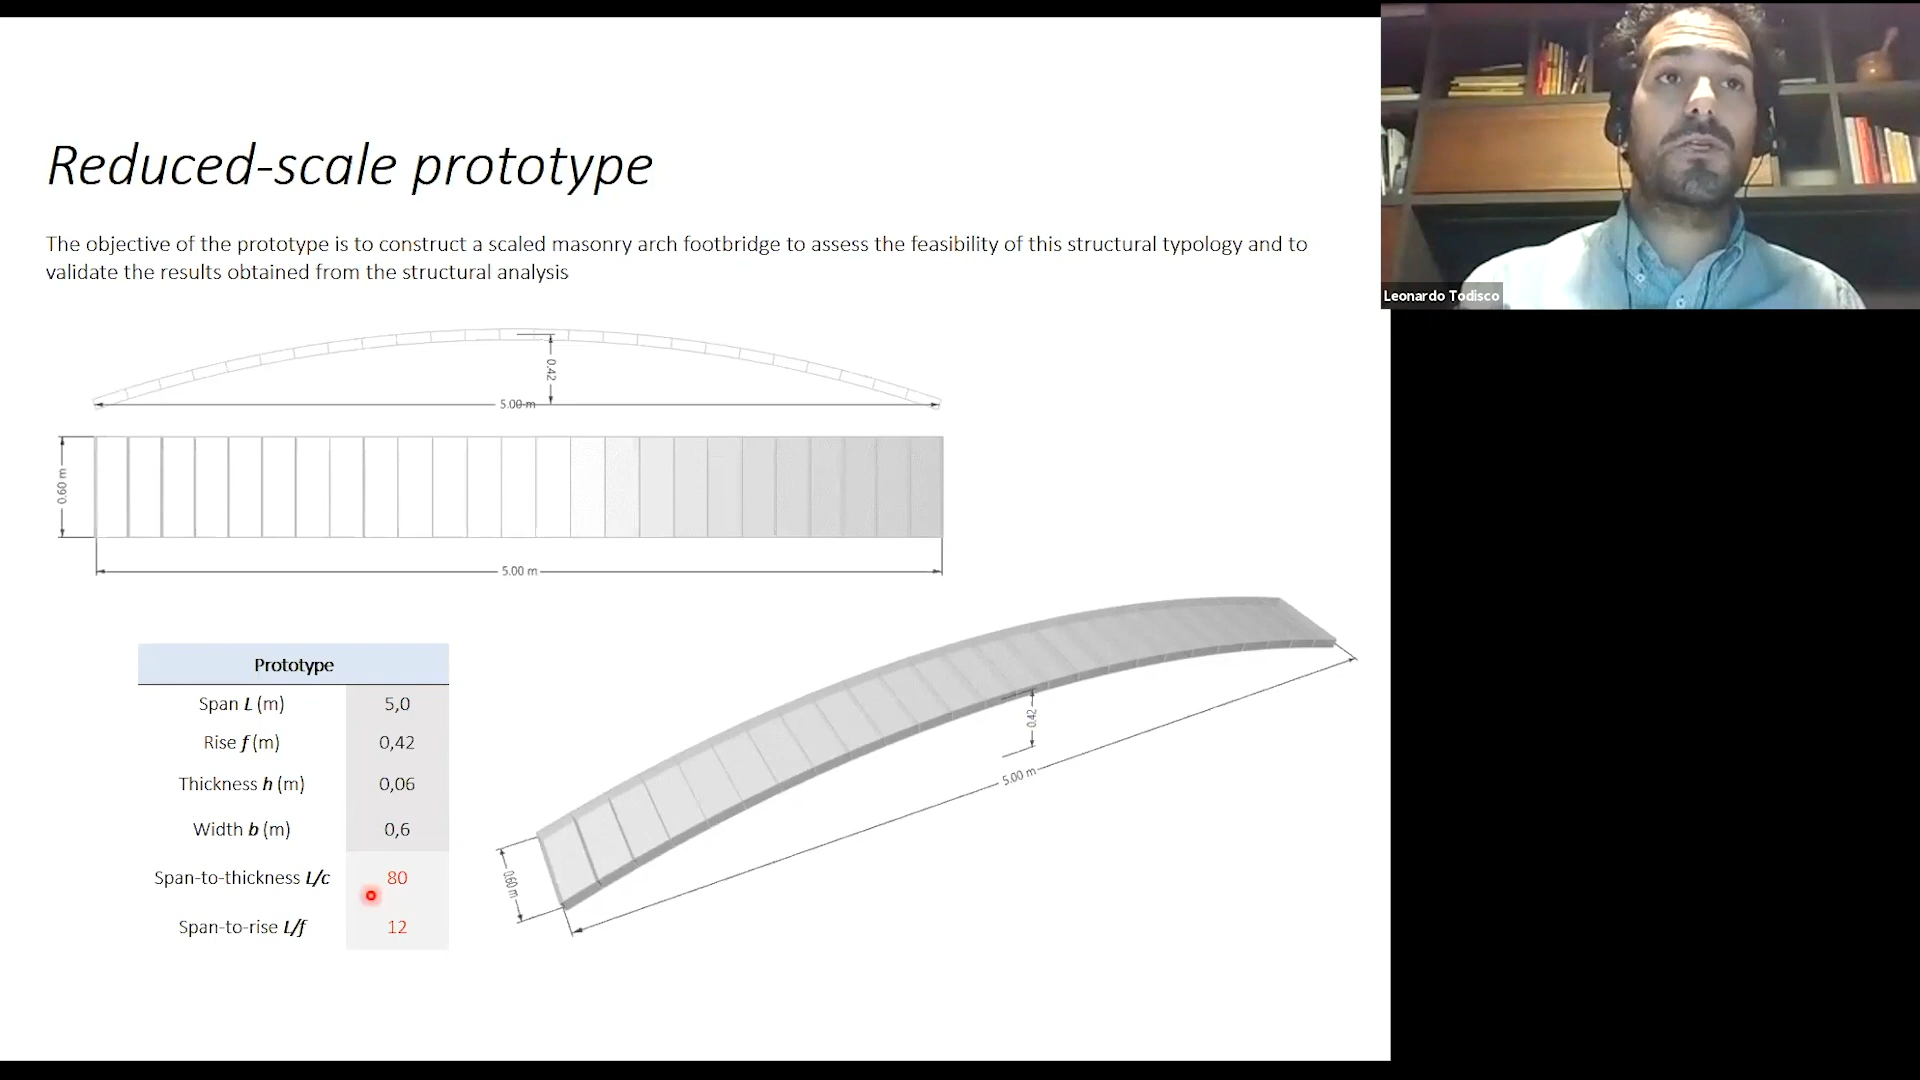 Reduced-scale prototype
The objective of the prototype is to construct a scaled masonry arch footbridge to assess the feasibility of this structural typology and to
validate the results obtained from the structural analysis
0.42
5.00 m
0.60 m
5.00 m
Prototype
Span L (m) 5,0
Rise f (m) 0,42
Thickness h (m) 0,06
Width b (m) 0,6
Span-to-thickness L/c 80
Span-to-rise L/f 12
0.42
5.00 m
0.60 m
Leonardo Todisco